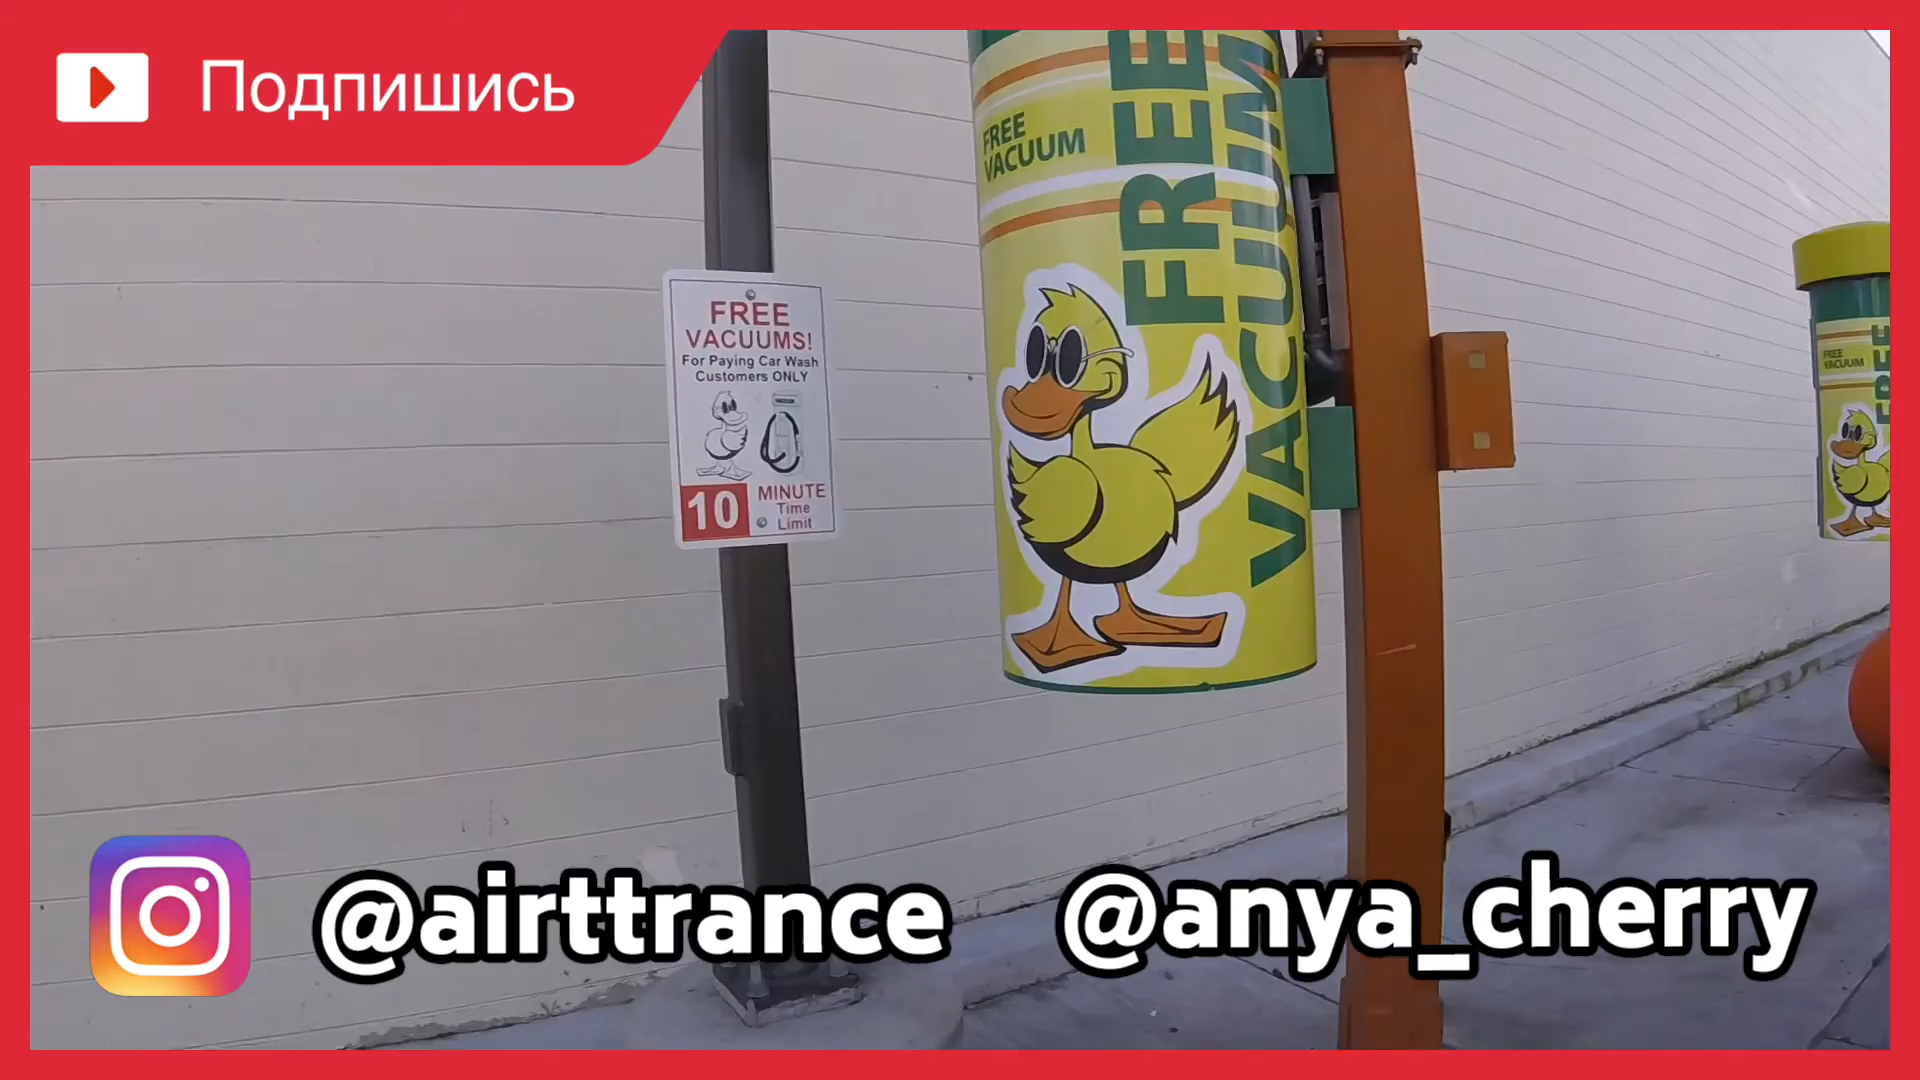 Подпишись
FREE
VACUUM
FREE
VACUUM
FREE
VACUUMS!
For Paying Car Wash
Customers ONLY
VACUUM
10
MINUTE
Time
Limit
FREE
VACUUM
FREE
@airttrance
@anya_cherry